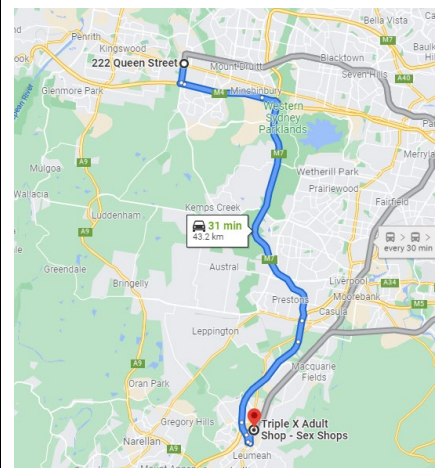 Bella Vista
Penrith
Kingswood
M7
Blacktown
222 Queen Street
Mount Druitt
Seven Hills
A40
Glenmore Park
M4
Minchinbury
Western
Sydney
Parklands
A9
M7
Mulgoa
Wetherill Park
Prairiewood
Wallacia
Kemps Creek
Fairfield
Luddenham
31 min
43.2 km
every 30 min
A9
Greendale
Austral
Bringelly
M7
Liverpool
A34
Prestons
Moorebank
M5
Casula
Leppington
A9
Macquarie
Fields
Oran Park
Triple X Adult
Shop - Sex Shops
Gregory Hills
Narellan
Leumeah